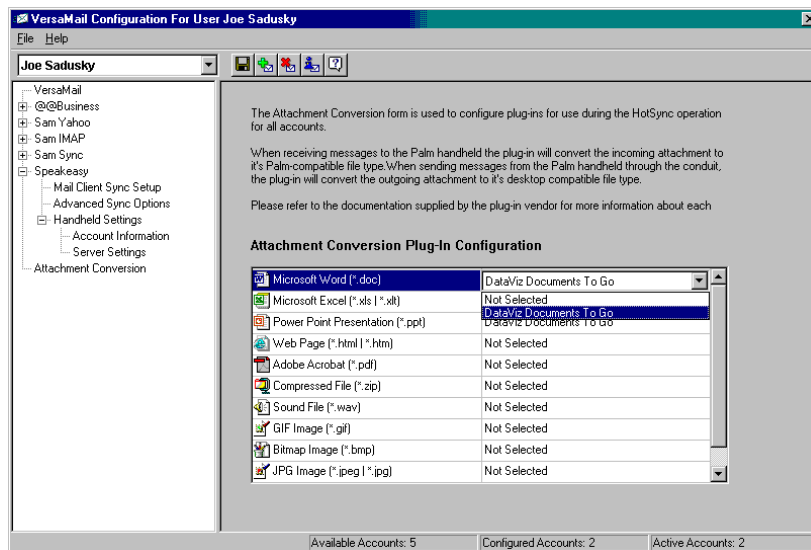 VersaMail Configuration For User Joe Sadusky
File Help
Joe Sadusky
VersaMail
@@Business
Sam Yahoo
Sam IMAP
Sam Sync
Speakeasy
Mail Client Sync Setup
Advanced Sync Options
Handheld Settings
Account Information
Server Settings
Attachment Conversion
The Attachment Conversion form is used to configure plug-ins for use during the HotSync operation
for all accounts.
When receiving messages to the Palm handheld the plug-in will convert the incoming attachment to
it's Palm-compatible file type.When sending messages from the Palm handheld through the conduit,
the plug-in will convert the outgoing attachment to it's desktop compatible file type.
Please refer to the documentation supplied by the plug-in vendor for more information about each
Attachment Conversion Plug-In Configuration
Microsoft Word (*.doc) DataViz Documents To Go
Microsoft Excel (*.xls | *.xlt) Not Selected
DataViz Documents To Go
Power Point Presentation (*.ppt) DataViz Documents To Go
Web Page (*.html | *.htm) Not Selected
Adobe Acrobat (*.pdf) Not Selected
Compressed File (*.zip) Not Selected
Sound File (*.wav) Not Selected
GIF Image (*.gif) Not Selected
Bitmap Image (*.bmp) Not Selected
JPG Image (*.jpeg | *.jpg) Not Selected
Available Accounts: 5 Configured Accounts: 2 Active Accounts: 2